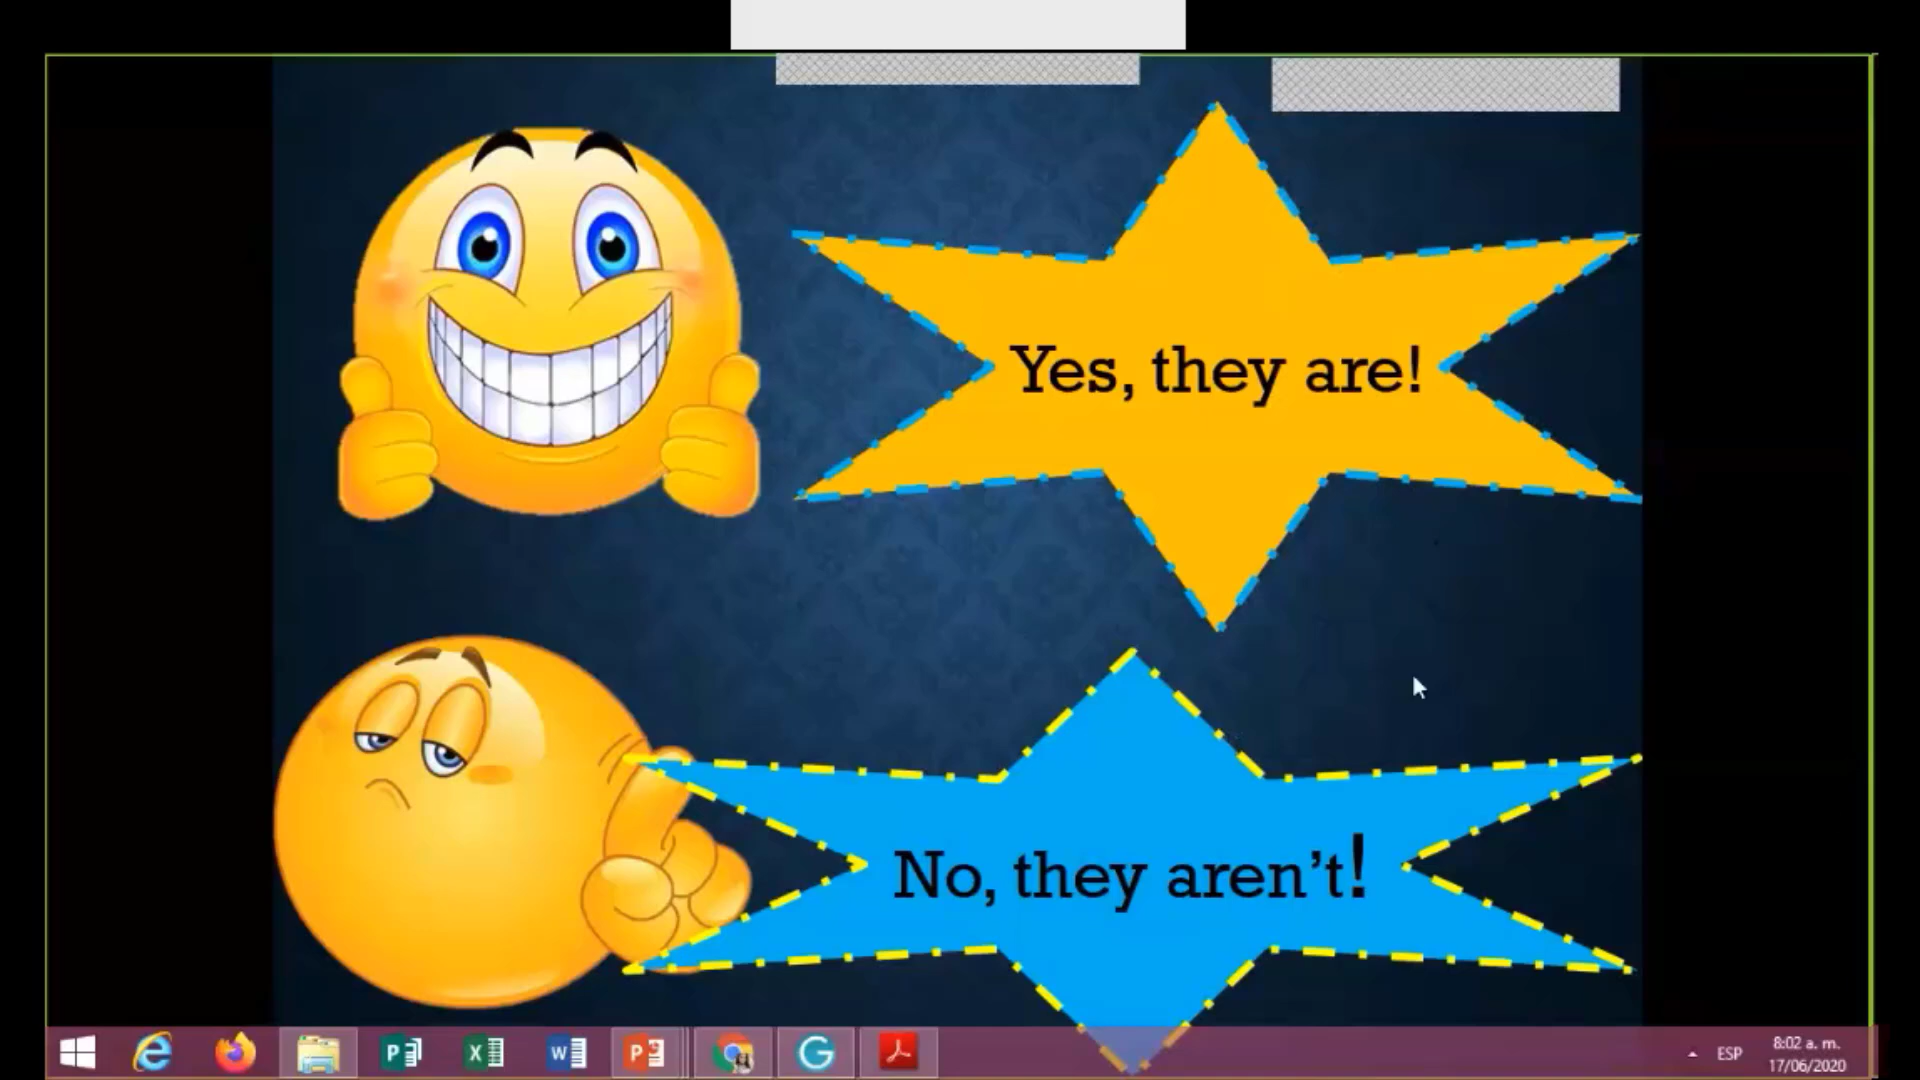 Yes, they are!
No, they aren't!
ESP
8:02 a. m.
17/06/2020